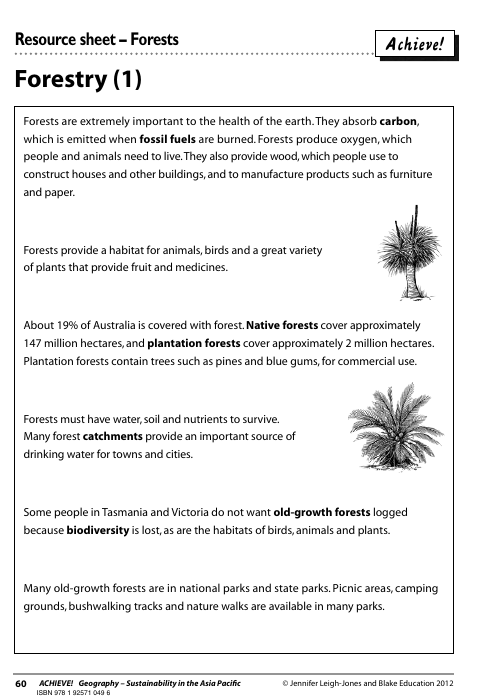 Resource sheet – Forests
Achieve!
Forestry (1)
Forests are extremely important to the health of the earth. They absorb carbon,
which is emitted when fossil fuels are burned. Forests produce oxygen, which
people and animals need to live. They also provide wood, which people use to
construct houses and other buildings, and to manufacture products such as furniture
and paper.
Forests provide a habitat for animals, birds and a great variety
of plants that provide fruit and medicines.
About 19% of Australia is covered with forest. Native forests cover approximately
147 million hectares, and plantation forests cover approximately 2 million hectares.
Plantation forests contain trees such as pines and blue gums, for commercial use.
Forests must have water, soil and nutrients to survive.
Many forest catchments provide an important source of
drinking water for towns and cities.
Some people in Tasmania and Victoria do not want old-growth forests logged
because biodiversity is lost, as are the habitats of birds, animals and plants.
Many old-growth forests are in national parks and state parks. Picnic areas, camping
grounds, bushwalking tracks and nature walks are available in many parks.
60 ACHIEVE! Geography – Sustainability in the Asia Pacific © Jennifer Leigh-Jones and Blake Education 2012
ISBN 978 1 92571 049 6